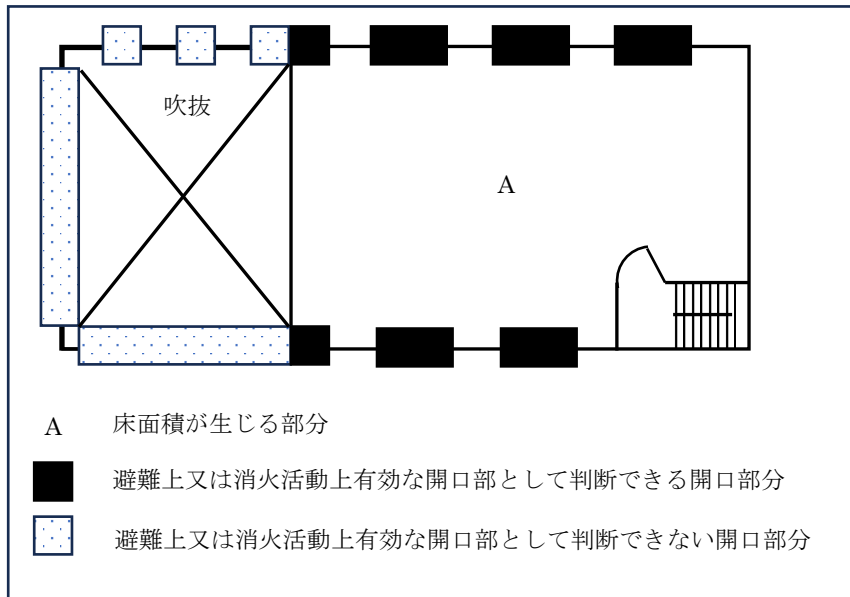 吹抜
A
A 床面積が生じる部分
避難上又は消火活動上有効な開口部として判断できる開口部分
避難上又は消火活動上有効な開口部として判断できない開口部分